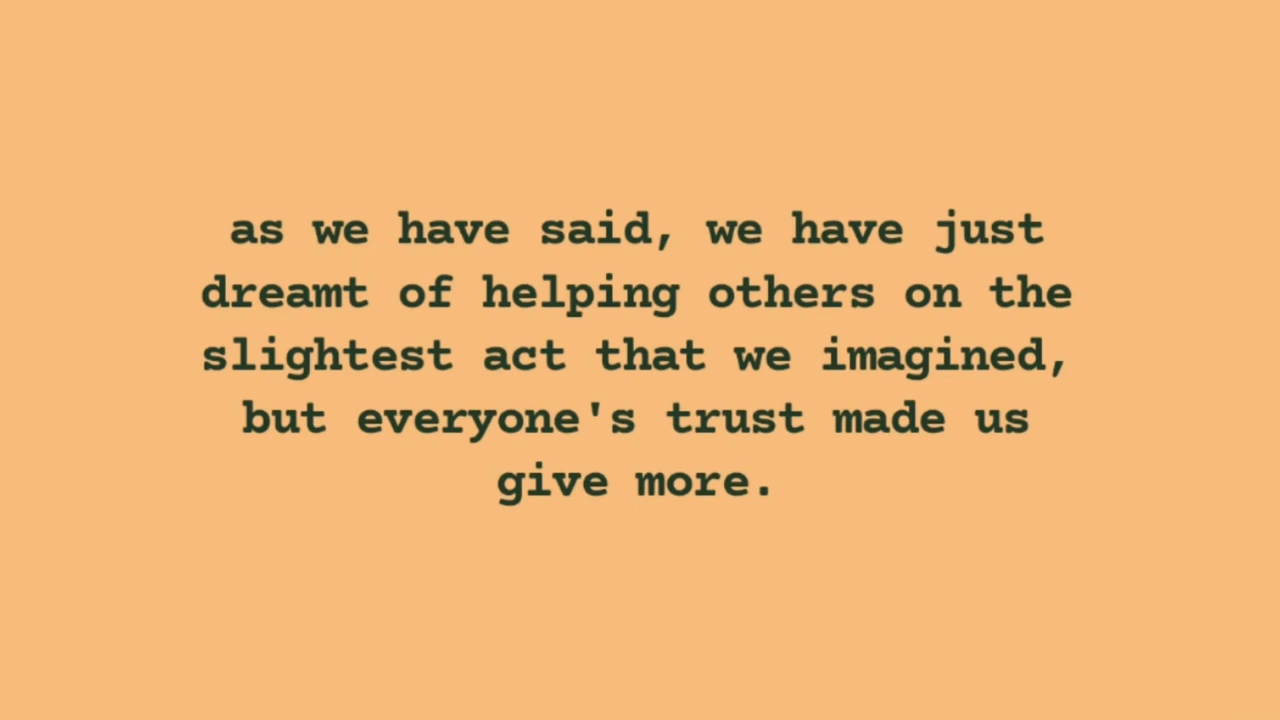 as we have said, we have just
dreamt of helping others on the
slightest act that we imagined,
but everyone's trust made us
give more.